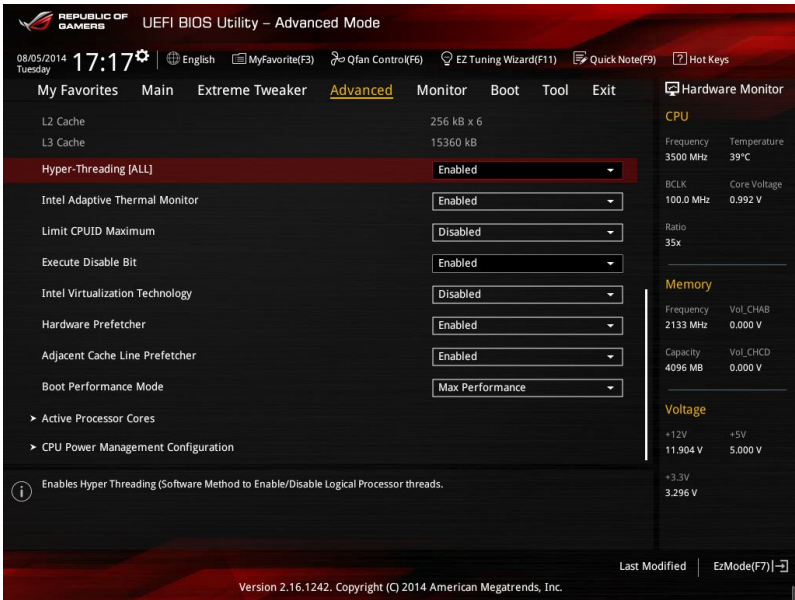 REPUBLIC OF
GAMERS
UEFI BIOS Utility – Advanced Mode
08/05/2014
Tuesday
17:17
English
MyFavorite(F3)
Qfan Control(F6)
EZ Tuning Wizard(F11)
Quick Note(F9)
? Hot Keys
My Favorites
Main
Extreme Tweaker
Advanced
Monitor
Boot
Tool
Exit
Hardware Monitor
L2 Cache
256 kB x 6
L3 Cache
15360 kB
Hyper-Threading [ALL]
Enabled
Intel Adaptive Thermal Monitor
Enabled
Limit CPUID Maximum
Disabled
Execute Disable Bit
Enabled
Intel Virtualization Technology
Disabled
Hardware Prefetcher
Enabled
Adjacent Cache Line Prefetcher
Enabled
Boot Performance Mode
Max Performance
> Active Processor Cores
> CPU Power Management Configuration
Enables Hyper Threading (Software Method to Enable/Disable Logical Processor threads.
CPU
Frequency
Temperature
3500 MHz
39°C
BCLK
Core Voltage
100.0 MHz
0.992 V
Ratio
35x
Memory
Frequency
Vol_CHAB
2133 MHz
0.000 V
Capacity
Vol_CHCD
4096 MB
0.000 V
Voltage
+12V
+5V
11.904 V
5.000 V
+3.3V
3.296 V
Last Modified
EzMode(F7)
Version 2.16.1242. Copyright (C) 2014 American Megatrends, Inc.